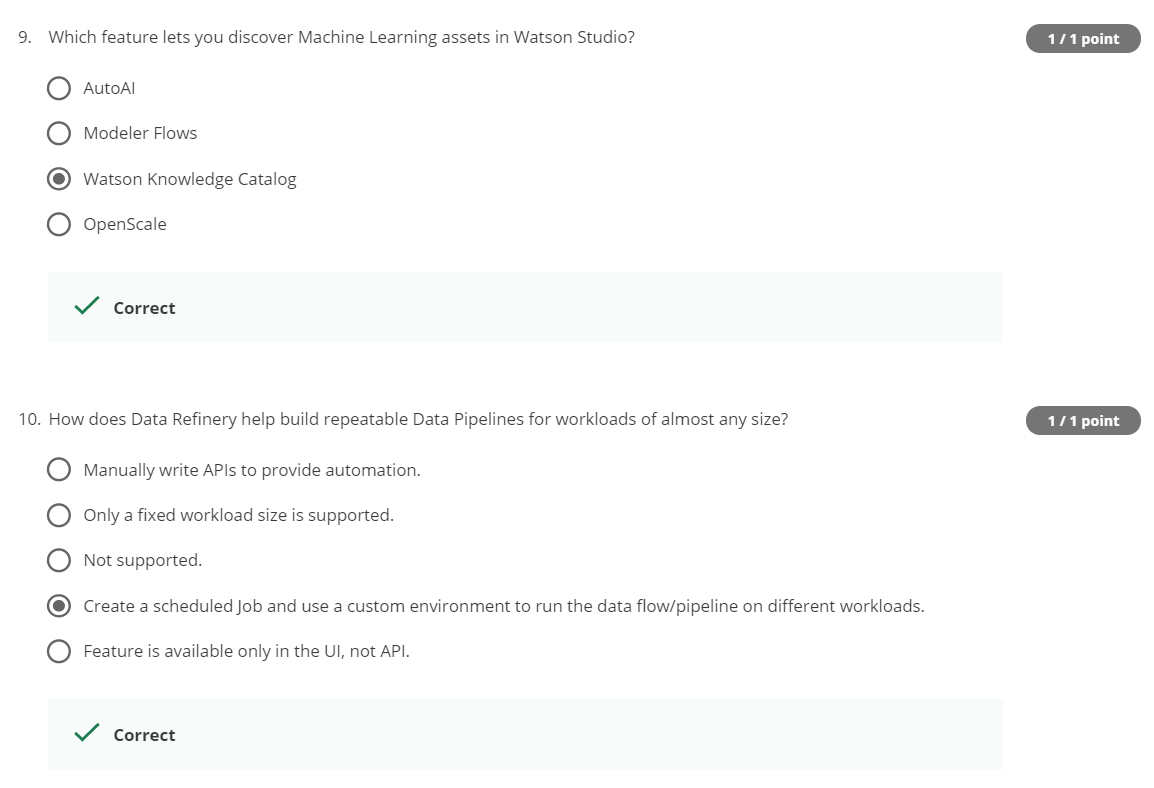 9. Which feature lets you discover Machine Learning assets in Watson Studio?
1 / 1 point
AutoAI
Modeler Flows
Watson Knowledge Catalog
OpenScale
Correct
10. How does Data Refinery help build repeatable Data Pipelines for workloads of almost any size?
1 / 1 point
Manually write APIs to provide automation.
Only a fixed workload size is supported.
Not supported.
Create a scheduled Job and use a custom environment to run the data flow/pipeline on different workloads.
Feature is available only in the UI, not API.
Correct